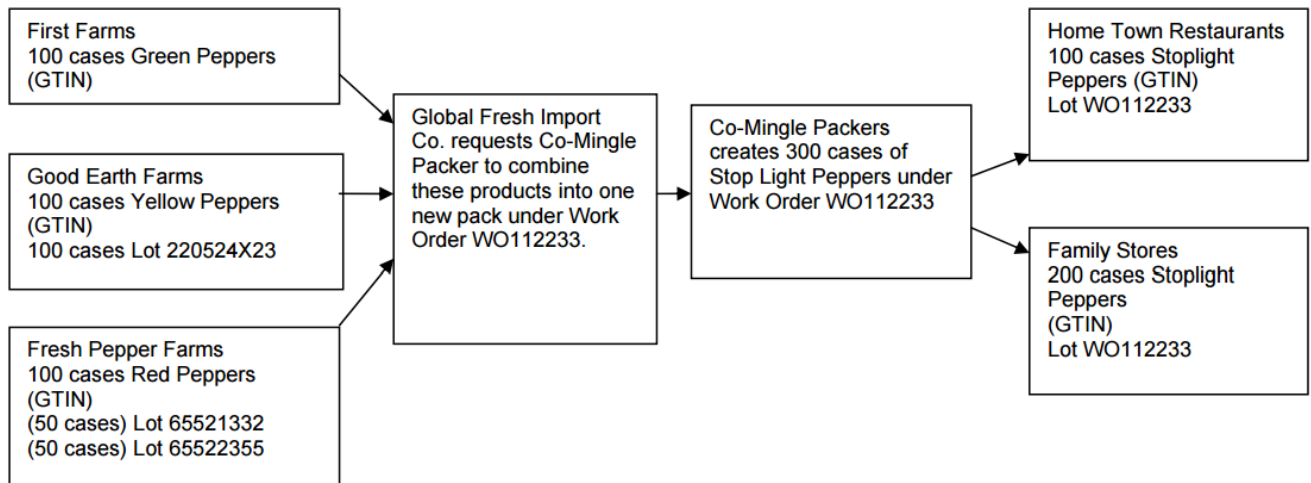 First Farms
100 cases Green Peppers
(GTIN)
Good Earth Farms
100 cases Yellow Peppers
(GTIN)
100 cases Lot 220524X23
Fresh Pepper Farms
100 cases Red Peppers
(GTIN)
(50 cases) Lot 65521332
(50 cases) Lot 65522355
Global Fresh Import
Co. requests Co-Mingle
Packer to combine
these products into one
new pack under Work
Order WO112233.
Co-Mingle Packers
creates 300 cases of
Stop Light Peppers under
Work Order WO112233
Home Town Restaurants
100 cases Stoplight
Peppers (GTIN)
Lot WO112233
Family Stores
200 cases Stoplight
Peppers
(GTIN)
Lot WO112233